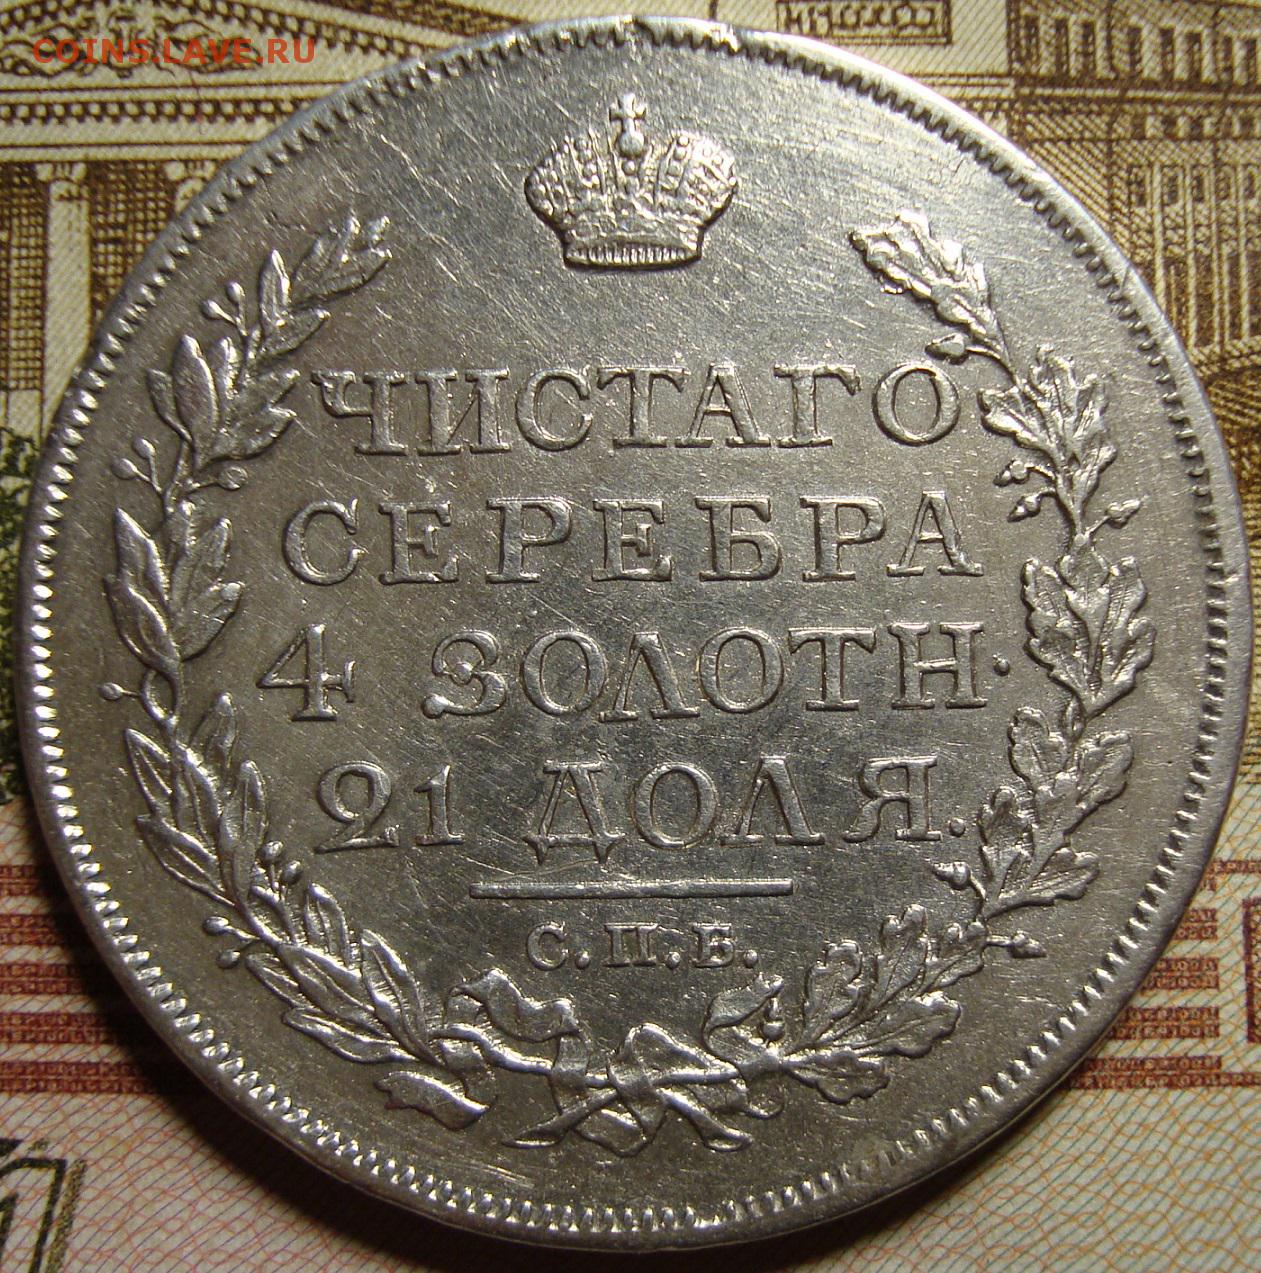 COINS.LAVE.RU
ЧИСТАГО
СЕРЕБРА
4 ЗОЛОТН.
21 ДОЛЯ.
С.П.Б.